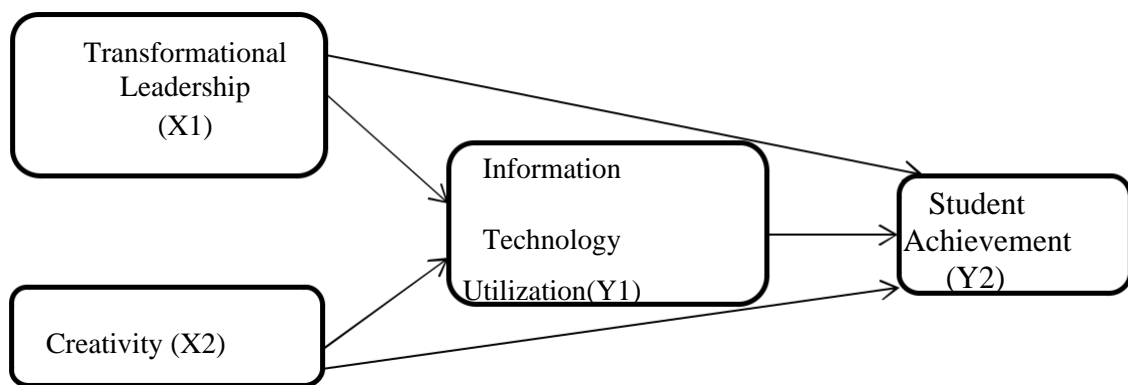 Transformational
Leadership
(X1)
Information
Technology
Utilization(Y1)
Student
Achievement
(Y2)
Creativity (X2)